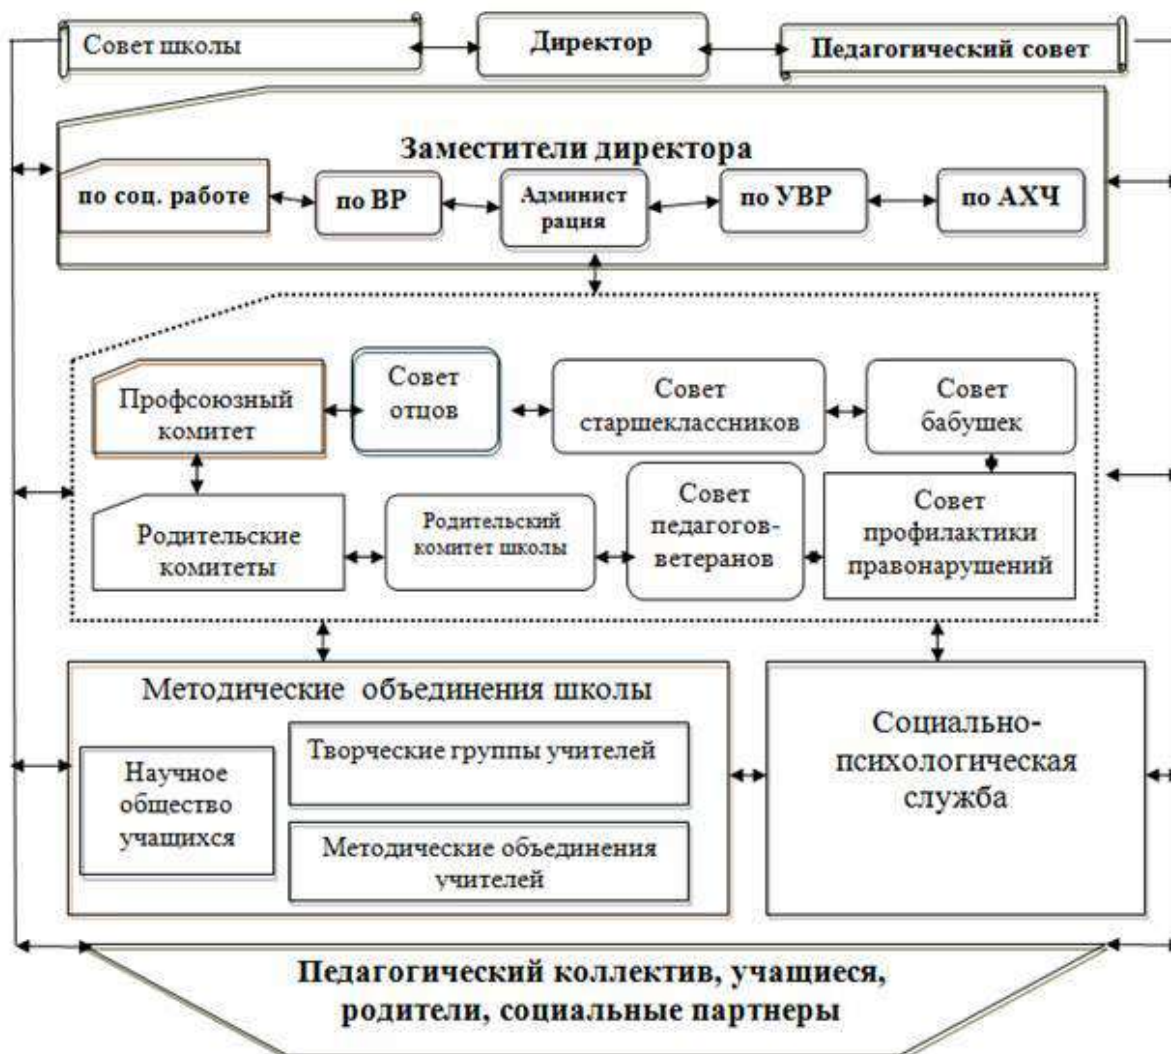 Совет школы
Директор
Педагогический совет
Заместители директора
по соц. работе
по ВР
Админист
рация
по УВР
по АХЧ
Профсоюзный
комитет
Совет
отцов
Совет
старшеклассников
Совет
бабушек
Родительские
комитеты
Родительский
комитет школы
Совет
педагогов-
ветеранов
Совет
профилактики
правонарушений
Методические объединения школы
Научное
общество
учащихся
Творческие группы учителей
Методические объединения
учителей
Социально-
психологическая
служба
Педагогический коллектив, учащиеся,
родители, социальные партнеры